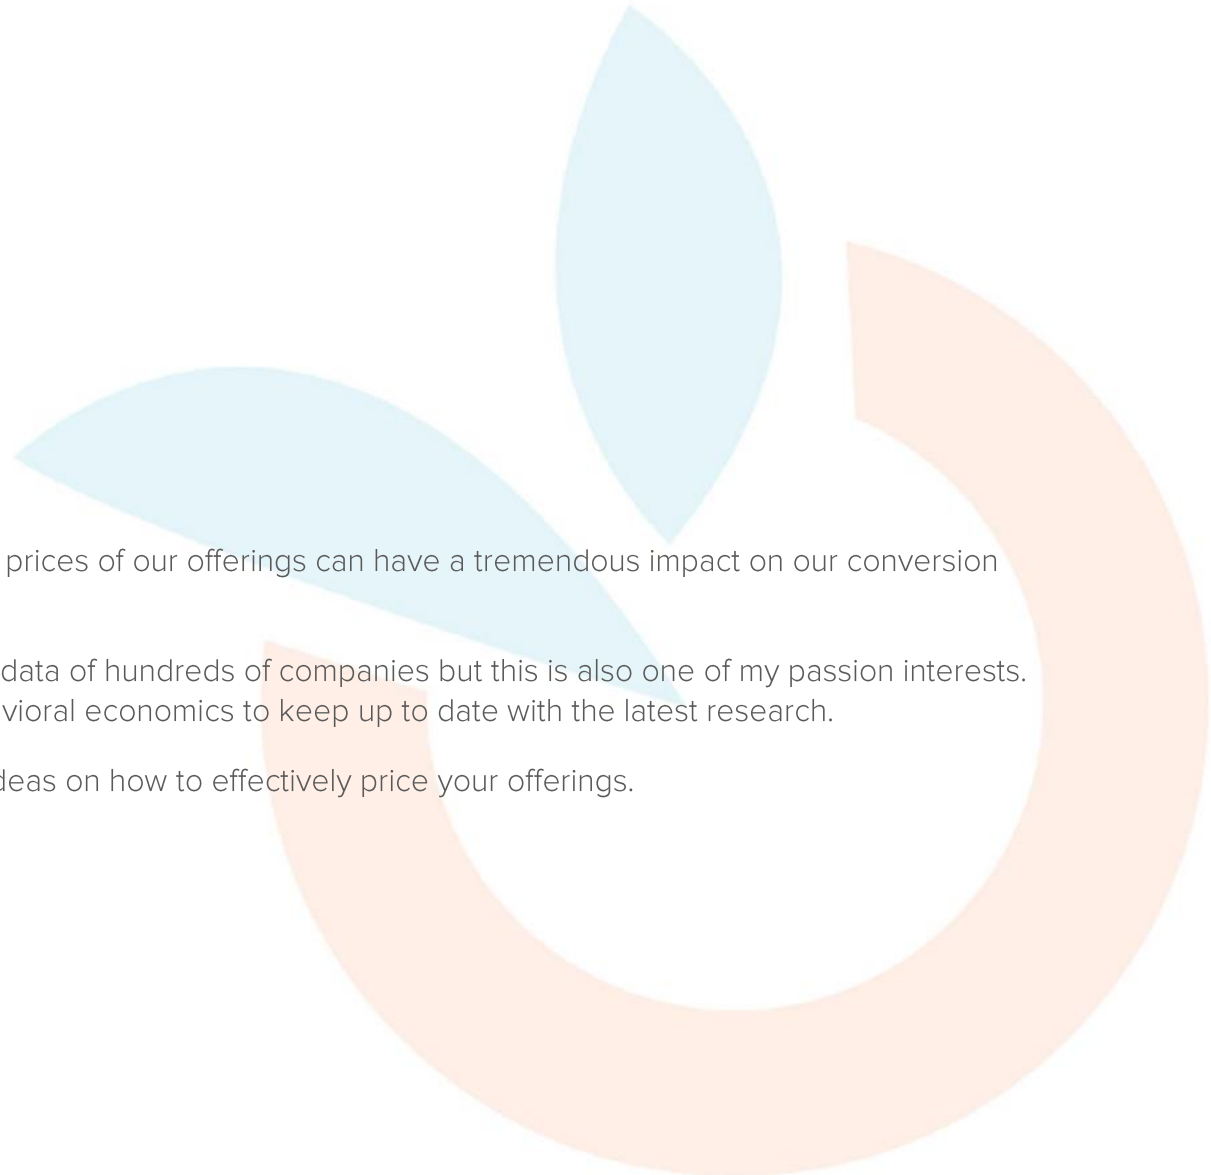 prices of our offerings can have a tremendous impact on our conversion
data of hundreds of companies but this is also one of my passion interests.
vioral economics to keep up to date with the latest research.
deas on how to effectively price your offerings.